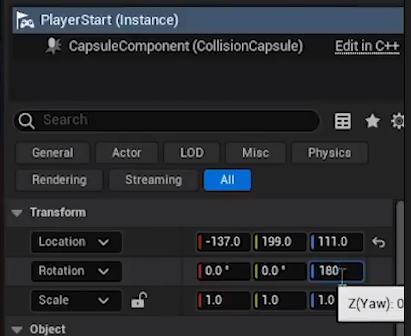 PlayerStart (Instance)
CapsuleComponent (CollisionCapsule) Edit in C++
Search
General Actor LOD Misc Physics
Rendering Streaming All
Transform
Location -137.0 199.0 111.0
Rotation 0.0 ° 0.0 ° 180
Scale 1.0 1.0 1.0
Z(Yaw): 0
Object